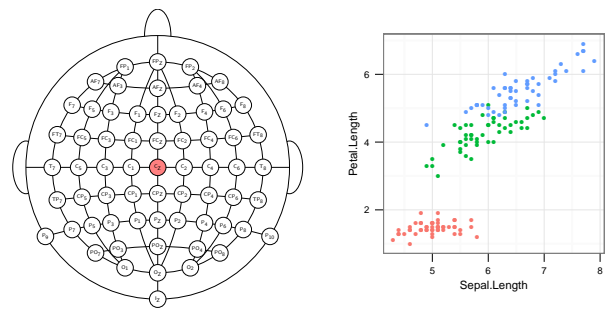 FP1 FPZ FP2
AF7 AF3 AFZ AF4 AF8
F7 F5 F3 F1 FZ F2 F4 F6 F8
FT7 FC5 FC3 FC1 FCZ FC2 FC4 FC6 FT8
T7 C5 C3 C1 CZ C2 C4 C6 T8
TP7 CP5 CP3 CP1 CPZ CP2 CP4 CP6 TP8
P9 P7 P5 P3 P1 PZ P2 P4 P6 P8 P10
PO7 PO3 POZ PO4 PO8
O1 OZ O2
IZ
Petal.Length
6
4
2
5 6 7 8
Sepal.Length